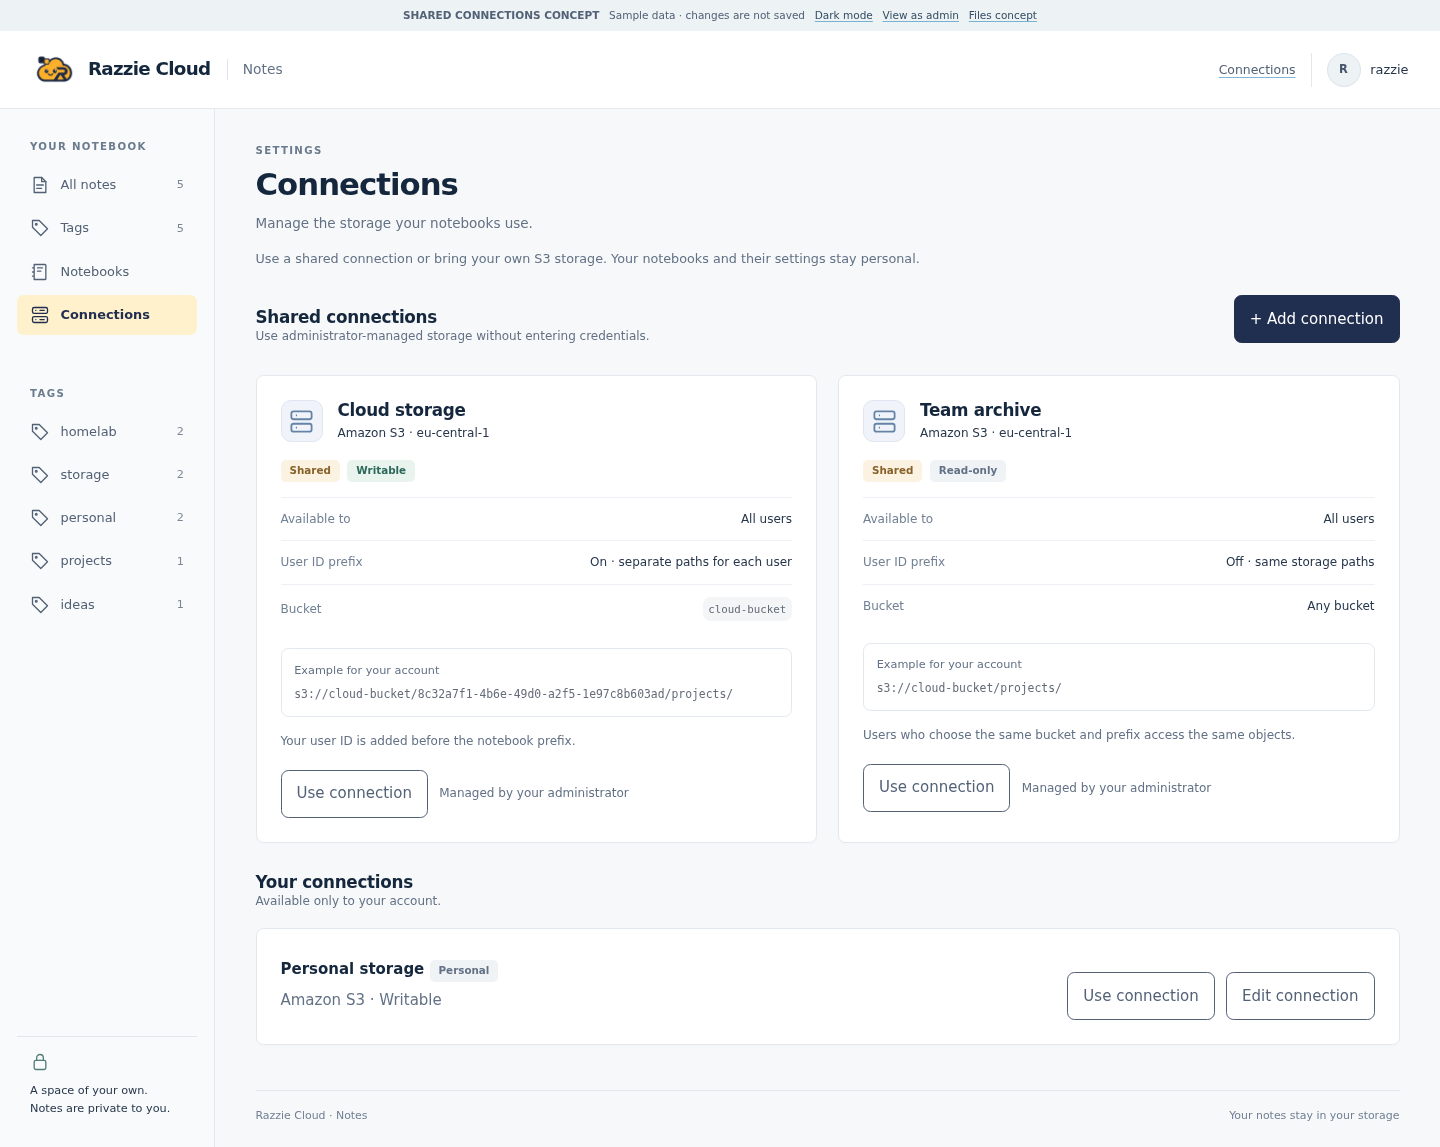 SHARED CONNECTIONS CONCEPT Sample data · changes are not saved Dark mode View as admin Files concept
Razzie Cloud Notes
Connections R razzie
YOUR NOTEBOOK
All notes 5
Tags 5
Notebooks
Connections
TAGS
homelab 2
storage 2
personal 2
projects 1
ideas 1
A space of your own.
Notes are private to you.
SETTINGS
Connections
Manage the storage your notebooks use.
Use a shared connection or bring your own S3 storage. Your notebooks and their settings stay personal.
Shared connections
Use administrator-managed storage without entering credentials.
+ Add connection
Cloud storage
Amazon S3 · eu-central-1
Shared Writable
Available to All users
User ID prefix On · separate paths for each user
Bucket cloud-bucket
Example for your account
s3://cloud-bucket/8c32a7f1-4b6e-49d0-a2f5-1e97c8b603ad/projects/
Your user ID is added before the notebook prefix.
Use connection Managed by your administrator
Team archive
Amazon S3 · eu-central-1
Shared Read-only
Available to All users
User ID prefix Off · same storage paths
Bucket Any bucket
Example for your account
s3://cloud-bucket/projects/
Users who choose the same bucket and prefix access the same objects.
Use connection Managed by your administrator
Your connections
Available only to your account.
Personal storage Personal
Amazon S3 · Writable
Use connection Edit connection
Razzie Cloud · Notes Your notes stay in your storage